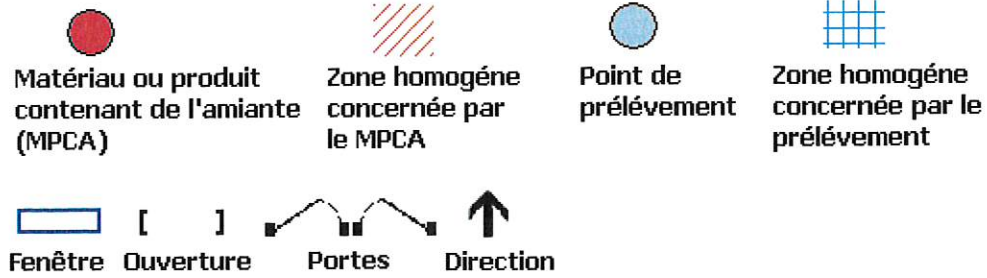 Matériau ou produit
contenant de l'amiante
(MPCA)
Zone homogéne
concernée par
le MPCA
Point de
prélévement
Zone homogéne
concernée par le
prélévement
Fenêtre
Ouverture
Portes
Direction